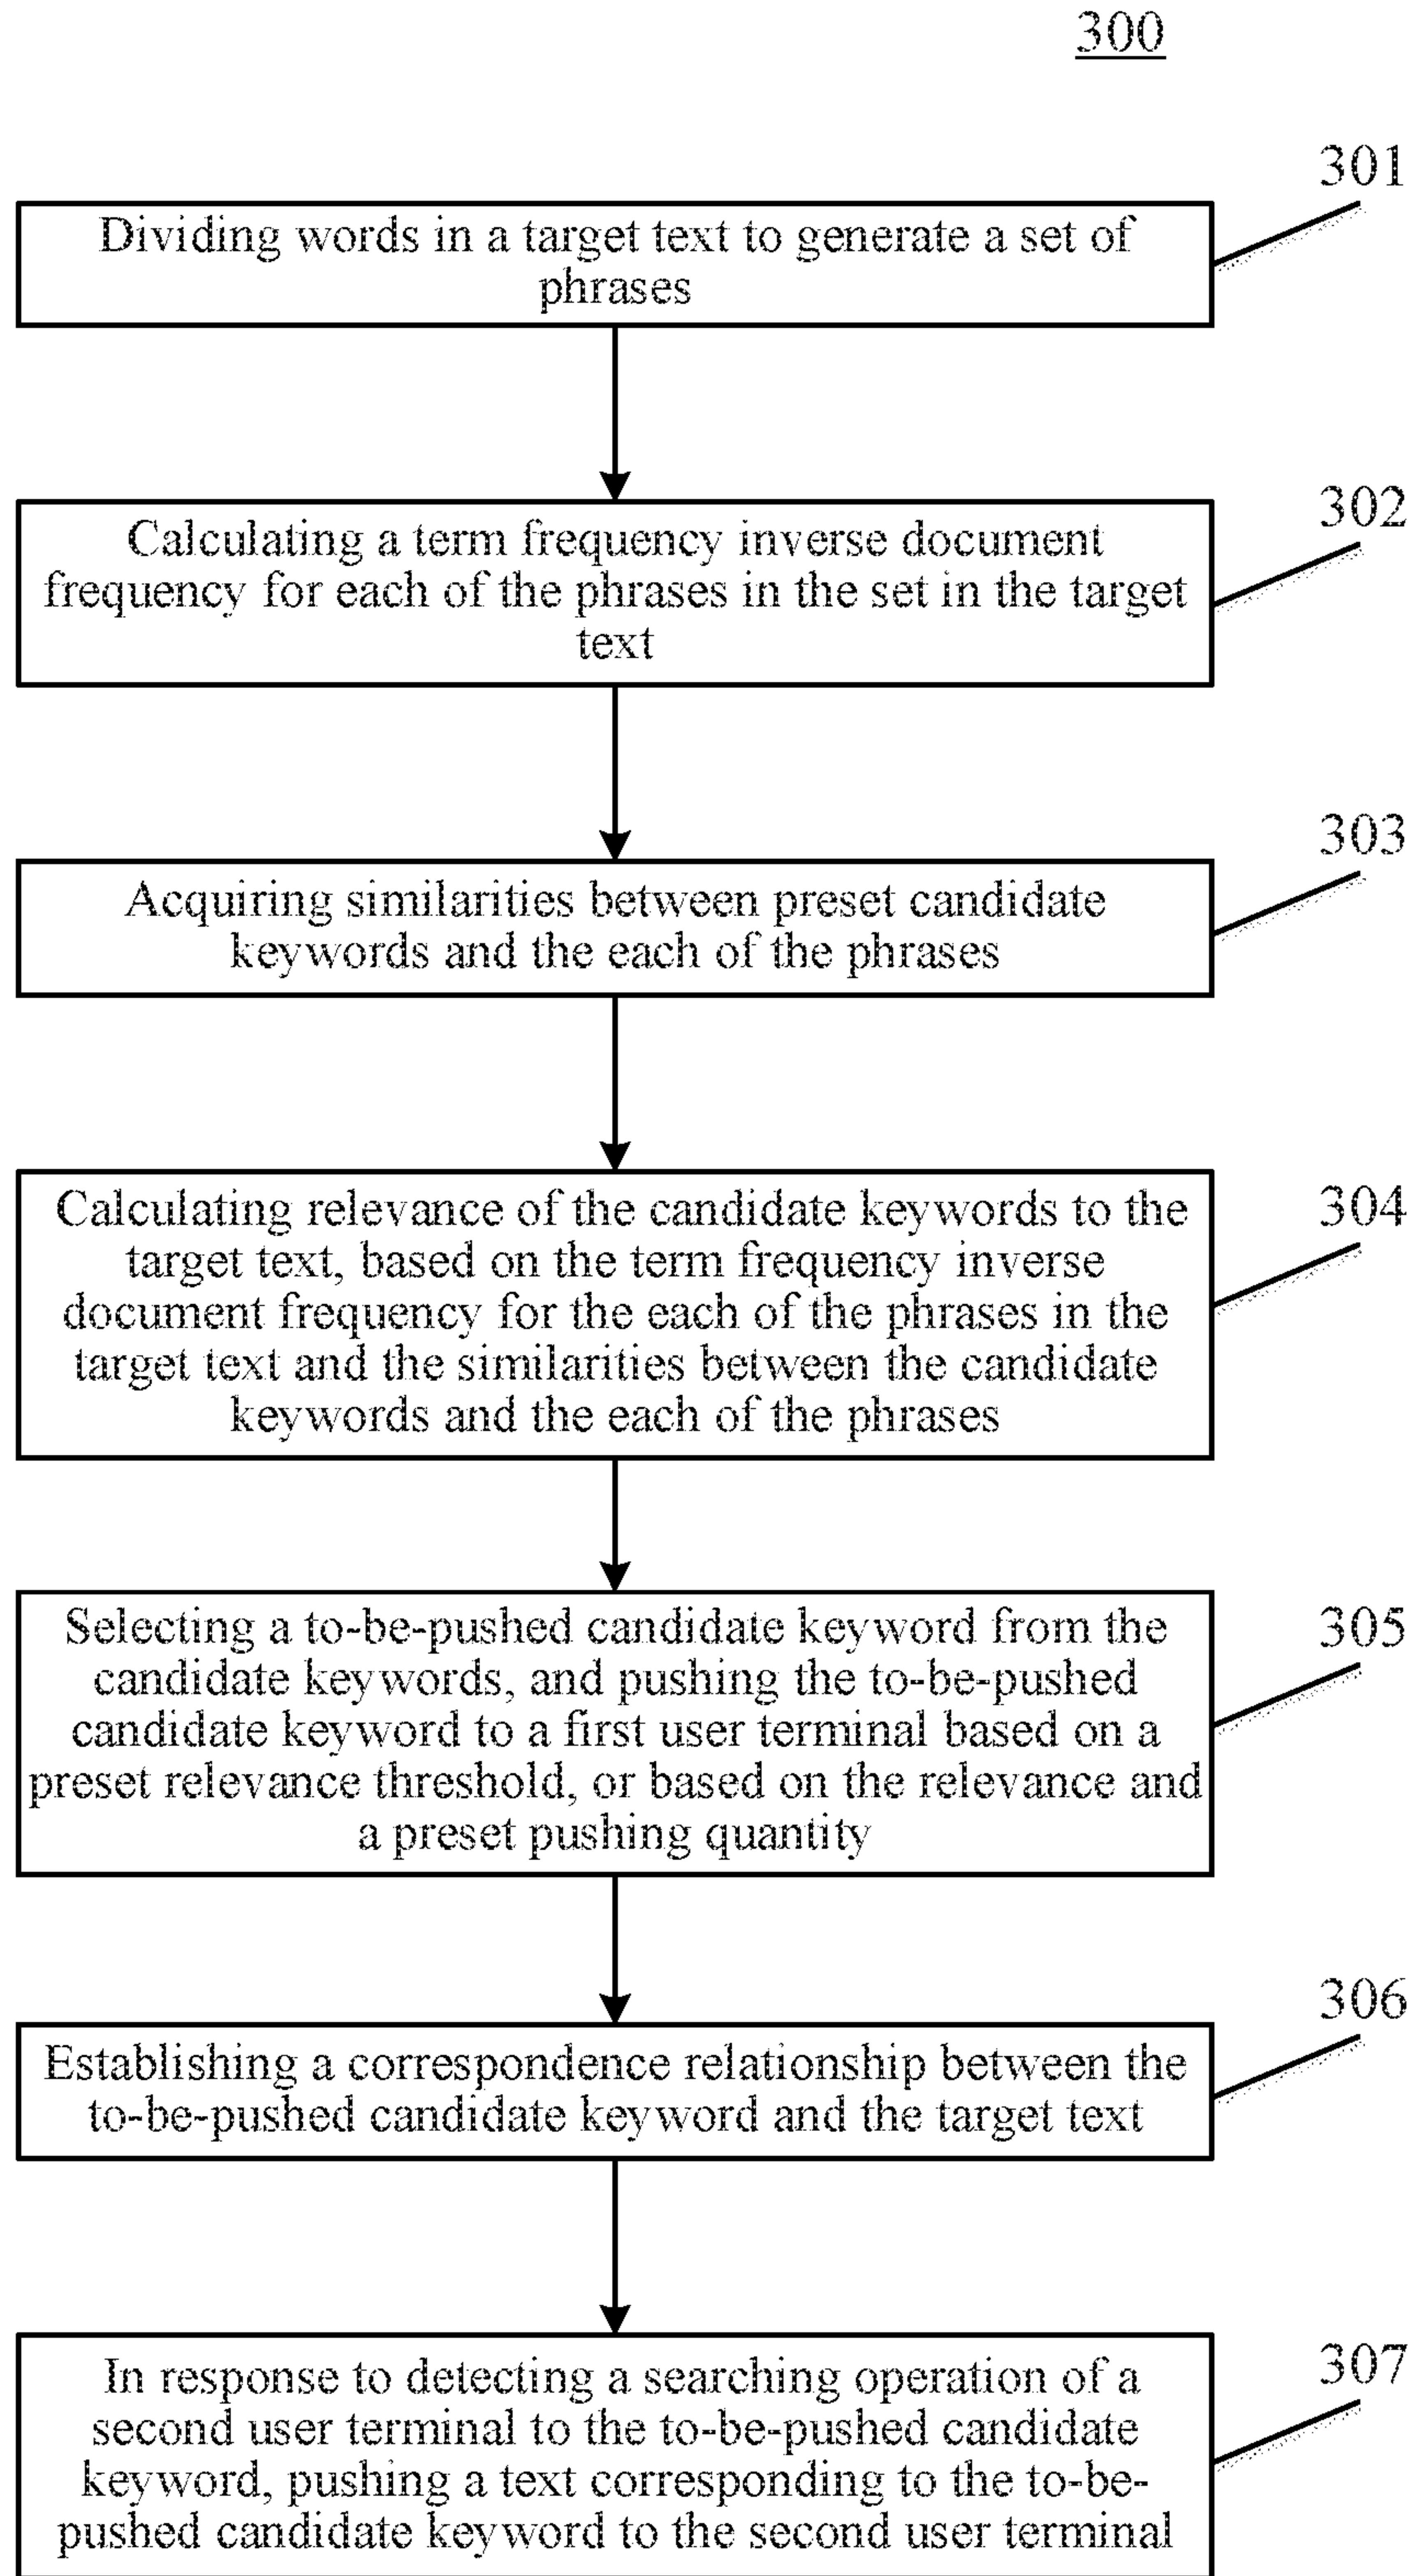 300
301
Dividing words in a target text to generate a set of
phrases
302
Calculating a term frequency inverse document
frequency for each of the phrases in the set in the target
text
303
Acquiring similarities between preset candidate
keywords and the each of the phrases
304
Calculating relevance of the candidate keywords to the
target text, based on the term frequency inverse
document frequency for the each of the phrases in the
target text and the similarities between the candidate
keywords and the each of the phrases
305
Selecting a to-be-pushed candidate keyword from the
candidate keywords, and pushing the to-be-pushed
candidate keyword to a first user terminal based on a
preset relevance threshold, or based on the relevance and
a preset pushing quantity
306
Establishing a correspondence relationship between the
to-be-pushed candidate keyword and the target text
307
In response to detecting a searching operation of a
second user terminal to the to-be-pushed candidate
keyword, pushing a text corresponding to the to-be-
pushed candidate keyword to the second user terminal